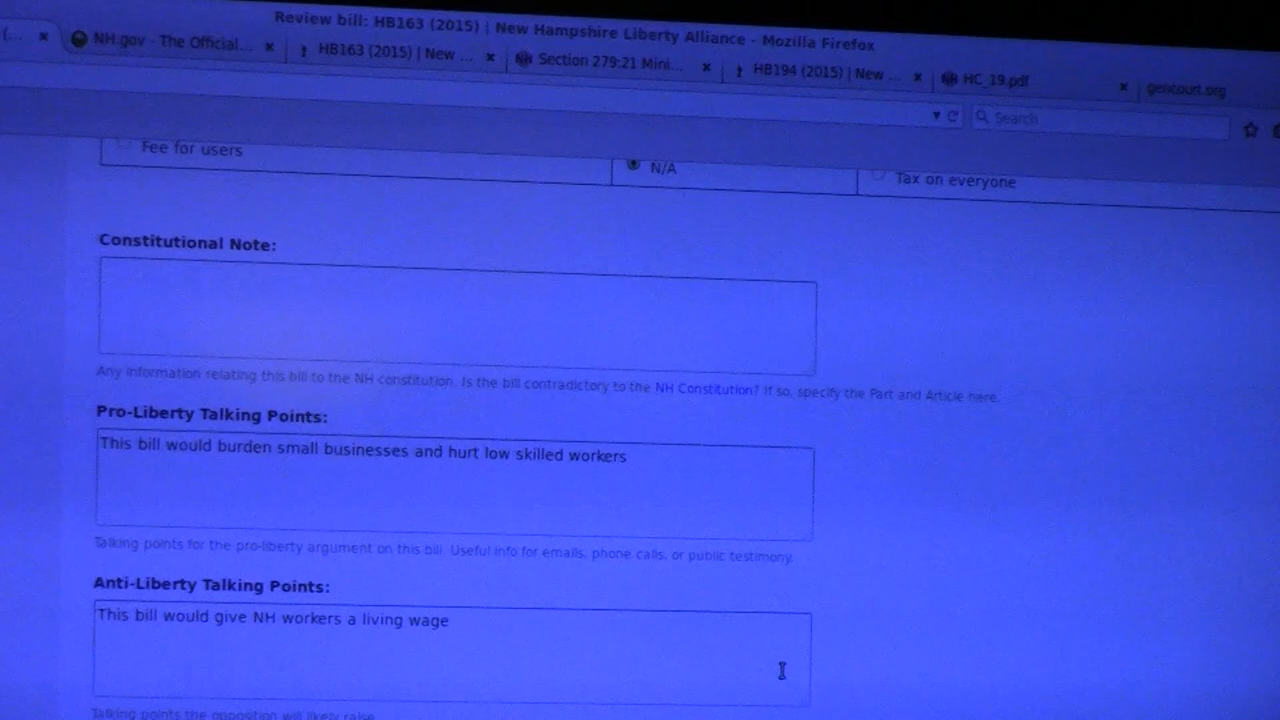 Review bill: HB163 (2015) | New Hampshire Liberty Alliance - Mozilla Firefox
(...
NH.gov - The Official...
HB163 (2015) | New ...
Section 279:21 Mini...
HB194 (2015) | New ...
HC_19.pdf
gencourt.org
Search
Fee for users
N/A
Tax on everyone
Constitutional Note:
Any information relating this bill to the NH constitution. Is the bill contradictory to the NH Constitution? If so, specify the Part and Article here.
Pro-Liberty Talking Points:
This bill would burden small businesses and hurt low skilled workers
Talking points for the pro-liberty argument on this bill. Useful info for emails, phone calls, or public testimony.
Anti-Liberty Talking Points:
This bill would give NH workers a living wage
Talking points the opposition will likely raise